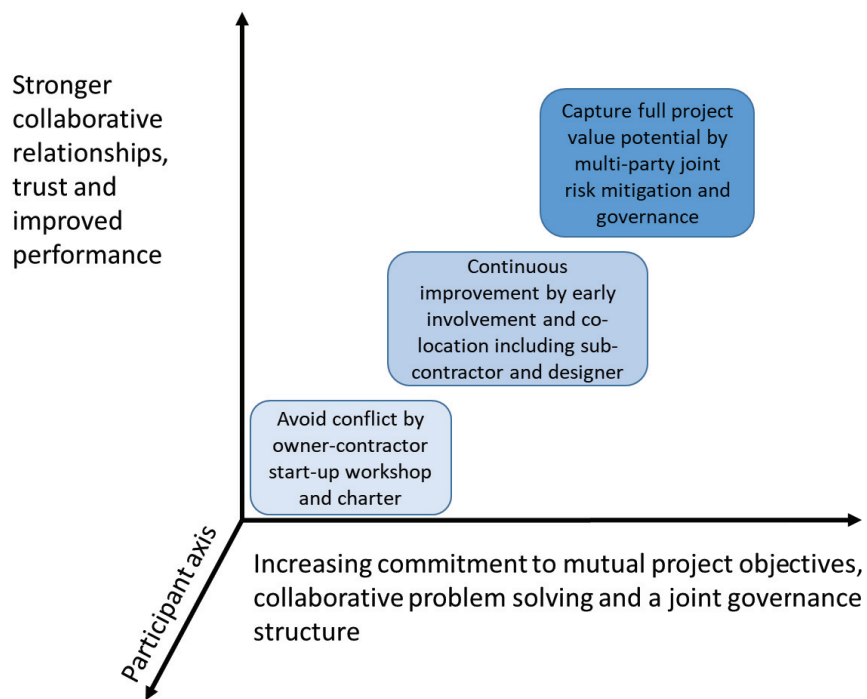 Stronger
collaborative
relationships,
trust and
improved
performance
Capture full project
value potential by
multi-party joint
risk mitigation and
governance
Continuous
improvement by early
involvement and co-
location including sub-
contractor and designer
Avoid conflict by
owner-contractor
start-up workshop
and charter
Participant axis
Increasing commitment to mutual project objectives,
collaborative problem solving and a joint governance
structure